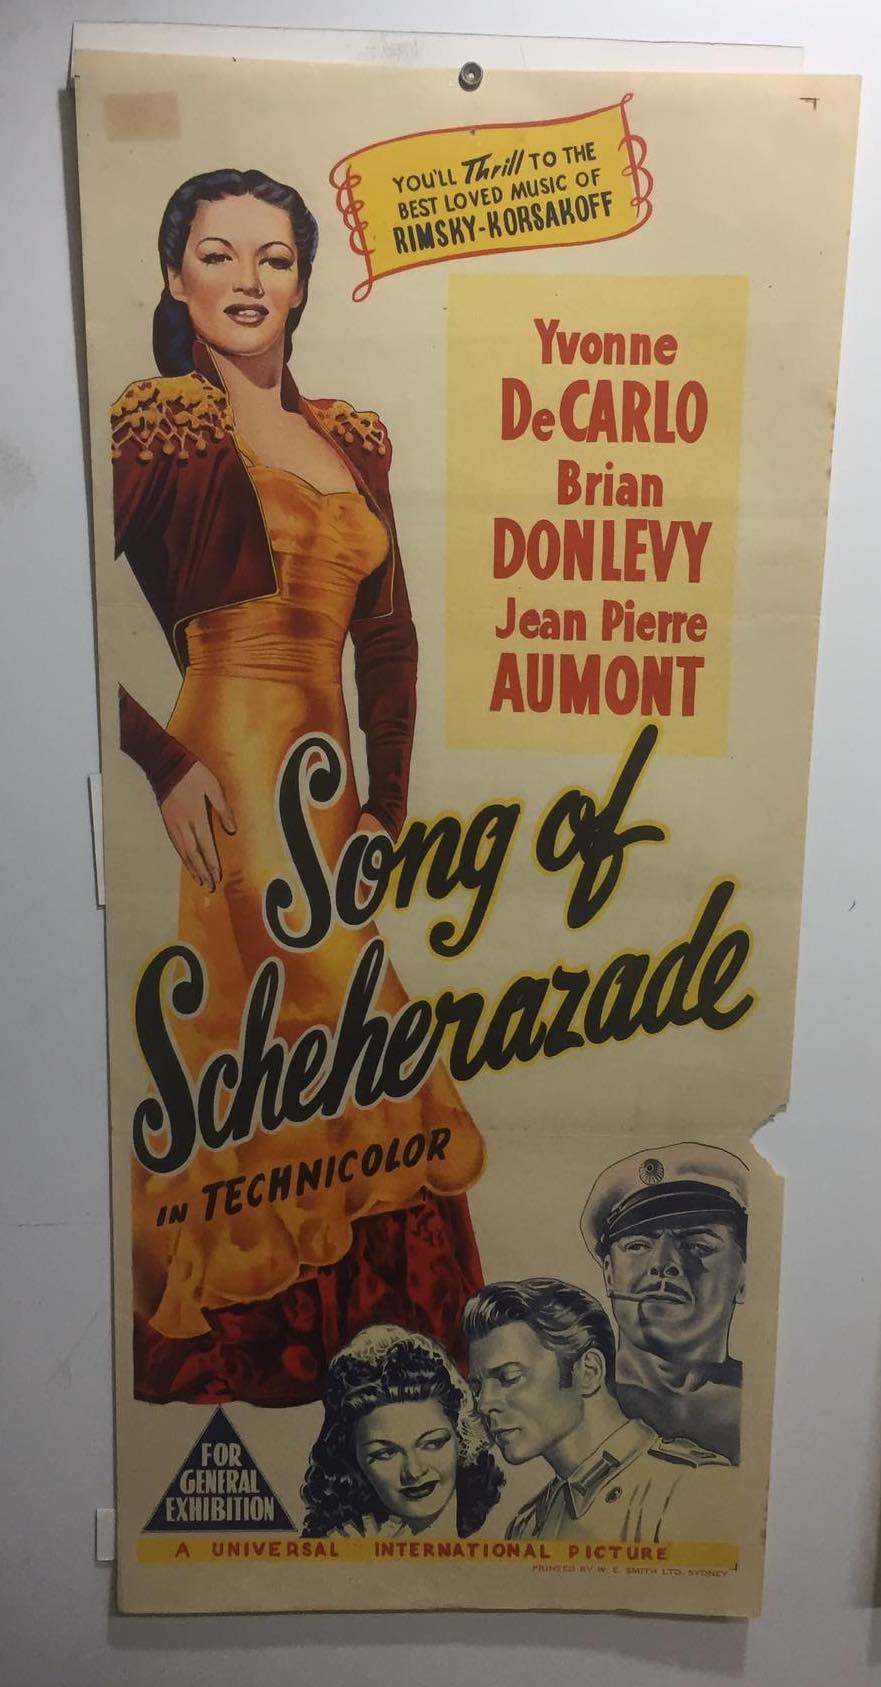 YOU'LL Thrill TO THE
BEST LOVED MUSIC OF
RIMSKY-KORSAKOFF
Yvonne
DeCARLO
Brian
DONLEVY
Jean Pierre
AUMONT
Song of
Scheherazade
IN TECHNICOLOR
FOR
GENERAL
EXHIBITION
A UNIVERSAL INTERNATIONAL PICTURE
PRINTED BY W. E. SMITH LTD. SYDNEY